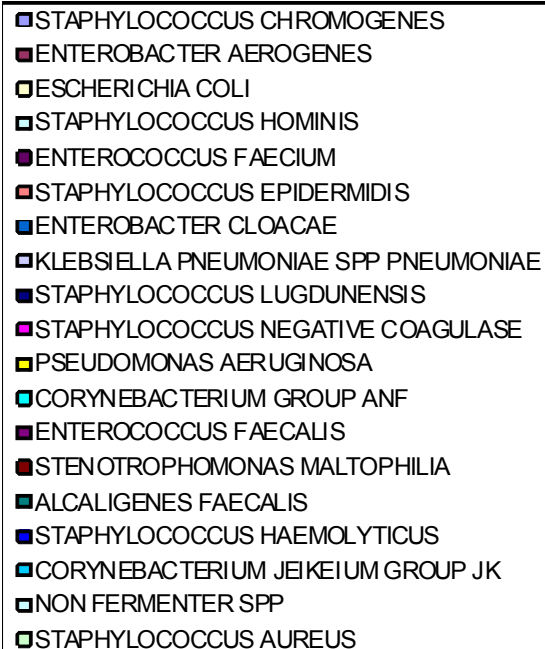 STAPHYLOCOCCUS CHROMOGENES
ENTEROBACTER AEROGENES
ESCHERICHIA COLI
STAPHYLOCOCCUS HOMINIS
ENTEROCOCCUS FAECIUM
STAPHYLOCOCCUS EPIDERMIDIS
ENTEROBACTER CLOACAE
KLEBSIELLA PNEUMONIAE SPP PNEUMONIAE
STAPHYLOCOCCUS LUGDUNENSIS
STAPHYLOCOCCUS NEGATIVE COAGULASE
PSEUDOMONAS AERUGINOSA
CORYNEBACTERIUM GROUP ANF
ENTEROCOCCUS FAECALIS
STENOTROPHOMONAS MALTOPHILIA
ALCALIGENES FAECALIS
STAPHYLOCOCCUS HAEMOLYTICUS
CORYNEBACTERIUM JEIKEIUM GROUP JK
NON FERMENTER SPP
STAPHYLOCOCCUS AUREUS